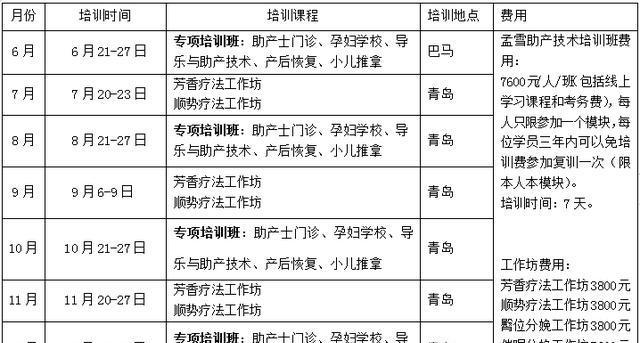 月份 培训时间 培训课程 培训地点 费用
6月 6月21-27日 专项培训班：助产士门诊、孕妇学校、导
乐与助产技术、产后恢复、小儿推拿 巴马
7月 7月20-23日 芳香疗法工作坊
顺势疗法工作坊 青岛
8月 8月21-27日 专项培训班：助产士门诊、孕妇学校、导
乐与助产技术、产后恢复、小儿推拿 青岛
9月 9月6-9日 芳香疗法工作坊
顺势疗法工作坊 青岛
10月 10月21-27日 专项培训班：助产士门诊、孕妇学校、导
乐与助产技术、产后恢复、小儿推拿 青岛
11月 11月20-27日 芳香疗法工作坊
顺势疗法工作坊 青岛
专项培训班：助产士门诊、孕妇学校、导
孟雪助产技术培训班费
用：
7600元(人/班(包括线上
学习课程和考务费)，每
人只限参加一个模块，每
位学员三年内可以免培
训费参加复训一次（限
本人本模块)。
培训时间：7天。
工作坊费用：
芳香疗法工作坊3800元
顺势疗法工作坊3800元
臀位分娩工作坊3800元